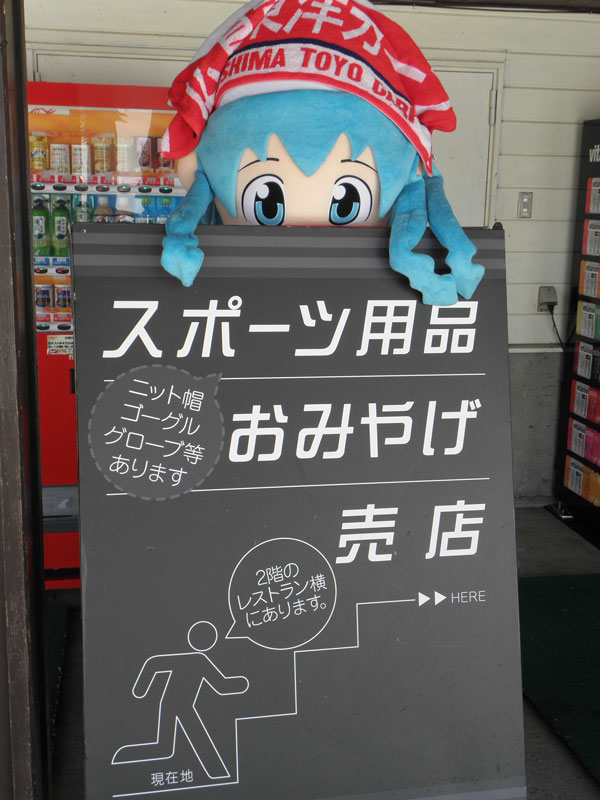 SHIMA TOYO CAR
スポーツ用品
ニット帽
ゴーグル
グローブ等
あります
おみやげ
売店
2階の
レストラン横
にあります。
HERE
現在地